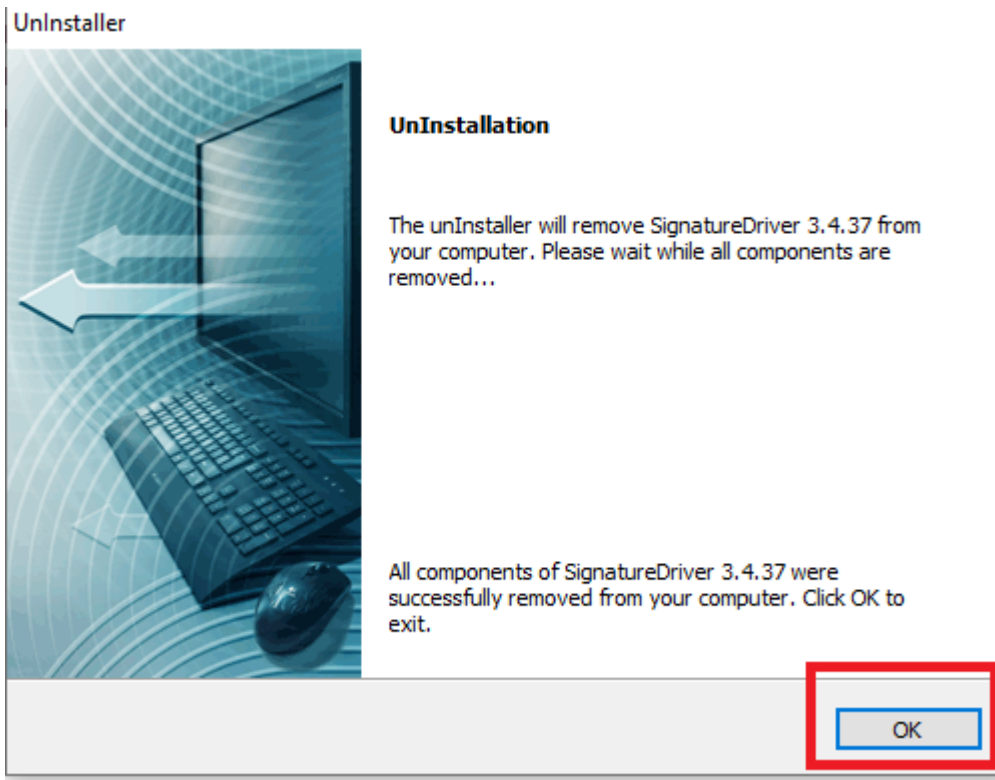 UnInstaller
UnInstallation
The unInstaller will remove SignatureDriver 3.4.37 from
your computer. Please wait while all components are
removed...
All components of SignatureDriver 3.4.37 were
successfully removed from your computer. Click OK to
exit.
OK